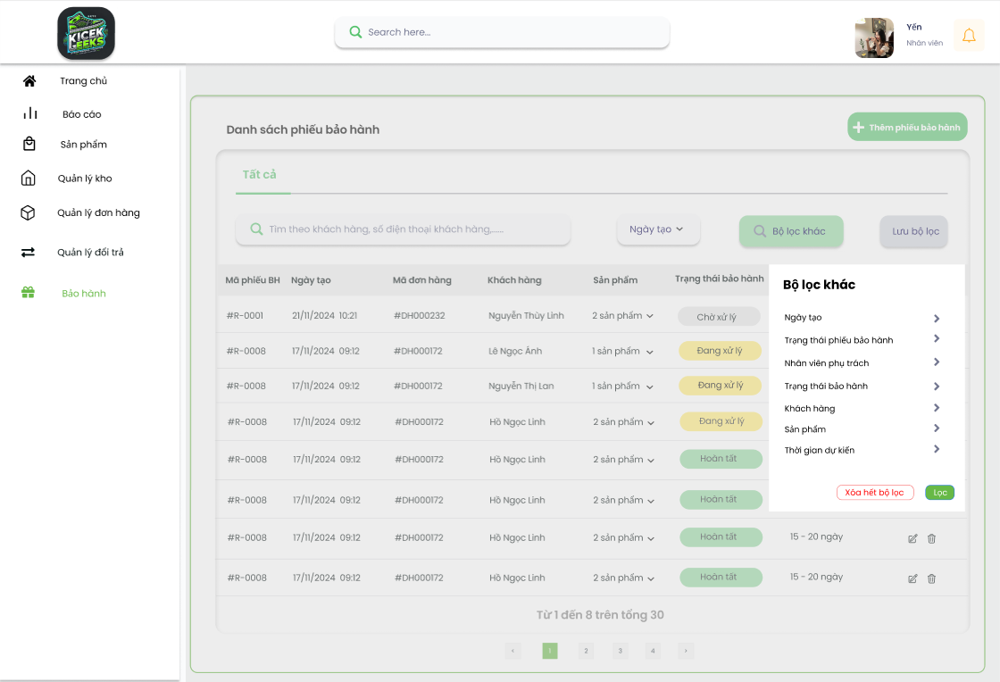 KICEK
GEEKS
Search here...
Yến
Nhân viên
Trang chủ
Báo cáo
Sản phẩm
Quản lý kho
Quản lý đơn hàng
Quản lý đổi trả
Bảo hành
Danh sách phiếu bảo hành
Thêm phiếu bảo hành
Tất cả
Tìm theo khách hàng, số điện thoại khách hàng,......
Ngày tạo
Bộ lọc khác
Lưu bộ lọc
Mã phiếu BH Ngày tạo Mã đơn hàng Khách hàng Sản phẩm Trạng thái bảo hành
#R-0001 21/11/2024 10:21 #DH000232 Nguyễn Thùy Linh 2 sản phẩm Chờ xử lý
#R-0008 17/11/2024 09:12 #DH000172 Lê Ngọc Ánh 1 sản phẩm Đang xử lý
#R-0008 17/11/2024 09:12 #DH000172 Nguyễn Thị Lan 1 sản phẩm Đang xử lý
#R-0008 17/11/2024 09:12 #DH000172 Hồ Ngọc Linh 2 sản phẩm Đang xử lý
#R-0008 17/11/2024 09:12 #DH000172 Hồ Ngọc Linh 2 sản phẩm Hoàn tất
#R-0008 17/11/2024 09:12 #DH000172 Hồ Ngọc Linh 2 sản phẩm Hoàn tất
#R-0008 17/11/2024 09:12 #DH000172 Hồ Ngọc Linh 2 sản phẩm Hoàn tất 15 - 20 ngày
#R-0008 17/11/2024 09:12 #DH000172 Hồ Ngọc Linh 2 sản phẩm Hoàn tất 15 - 20 ngày
Bộ lọc khác
Ngày tạo
Trạng thái phiếu bảo hành
Nhân viên phụ trách
Trạng thái bảo hành
Khách hàng
Sản phẩm
Thời gian dự kiến
Xóa hết bộ lọc
Lọc
Từ 1 đến 8 trên tổng 30
‹ 1 2 3 4 ›